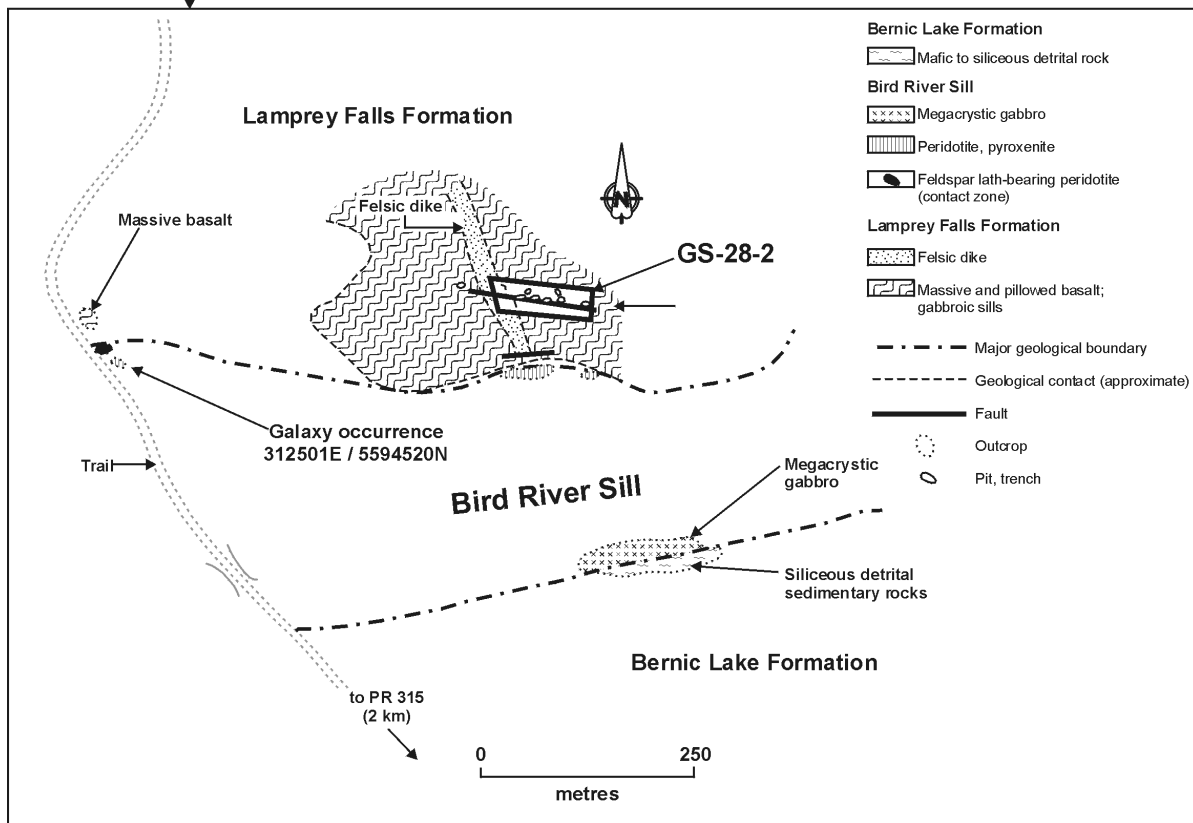 Lamprey Falls Formation
Massive basalt
Felsic dike
N
GS-28-2
Galaxy occurrence
312501E / 5594520N
Trail
Bird River Sill
Megacrystic
gabbro
Siliceous detrital
sedimentary rocks
Bernic Lake Formation
to PR 315
(2 km)
0 250
metres
Bernic Lake Formation
Mafic to siliceous detrital rock
Bird River Sill
Megacrystic gabbro
Peridotite, pyroxenite
Feldspar lath-bearing peridotite
(contact zone)
Lamprey Falls Formation
Felsic dike
Massive and pillowed basalt;
gabbroic sills
Major geological boundary
Geological contact (approximate)
Fault
Outcrop
Pit, trench